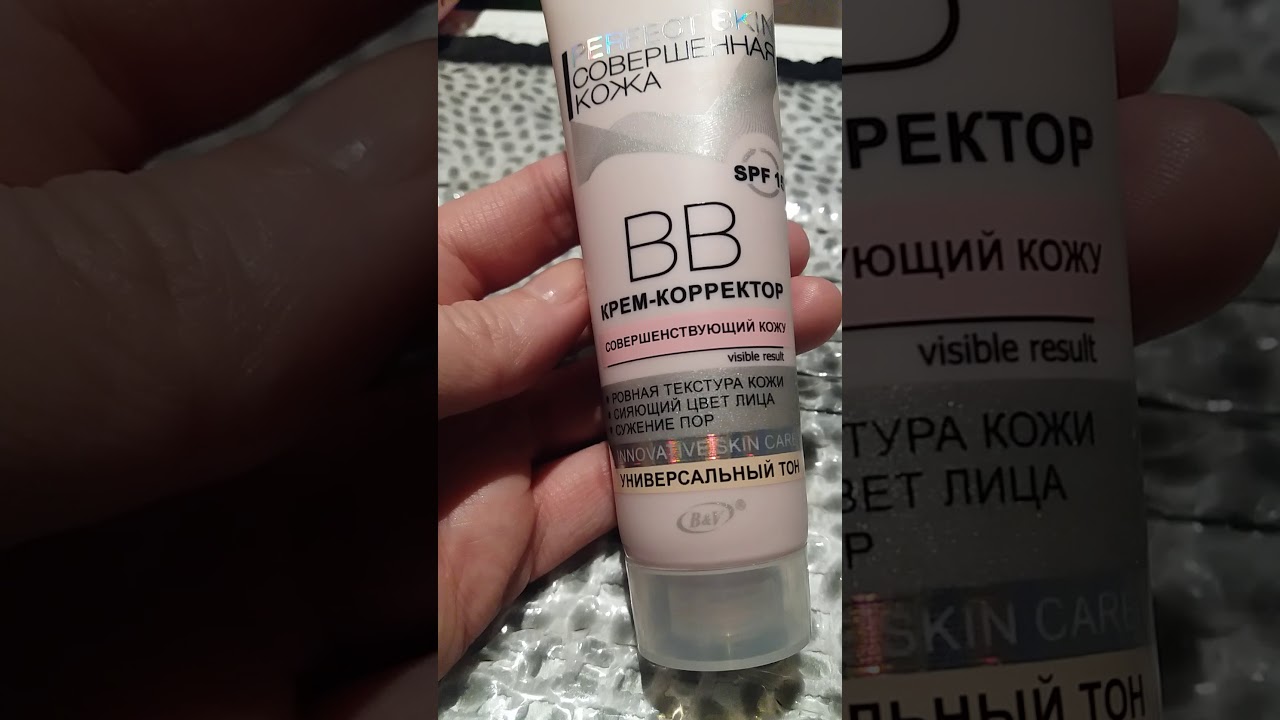 PERFECT SKIN
СОВЕРШЕННАЯ
КОЖА
SPF 15
BB
КРЕМ-КОРРЕКТОР
СОВЕРШЕНСТВУЮЩИЙ КОЖУ
visible result
• РОВНАЯ ТЕКСТУРА КОЖИ
• СИЯЮЩИЙ ЦВЕТ ЛИЦА
• СУЖЕНИЕ ПОР
INNOVATIVE SKIN CARE
УНИВЕРСАЛЬНЫЙ ТОН
B&V®
РЕКТОР
УЮЩИЙ КОЖУ
visible result
ТУРА КОЖИ
ВЕТ ЛИЦА
Р
SKIN CARE
ЛЬНЫЙ ТОН